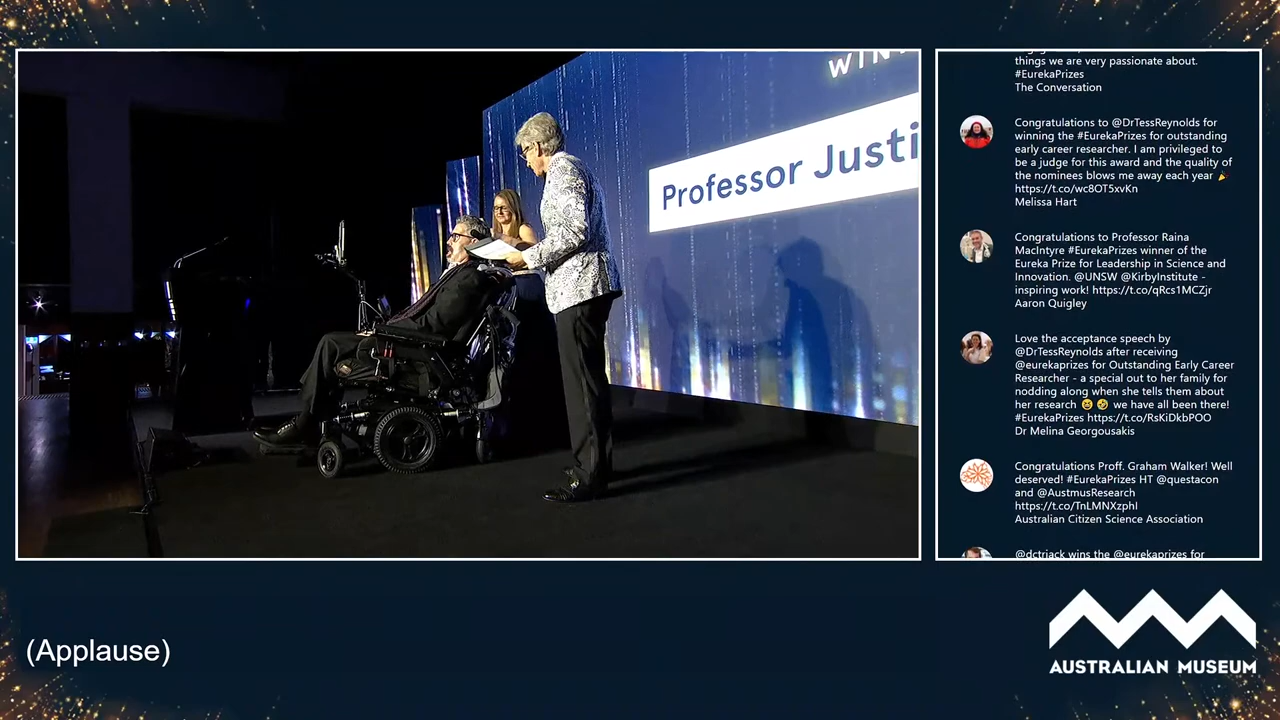 WIN
Professor Justi
things we are very passionate about.
#EurekaPrizes
The Conversation
Congratulations to @DrTessReynolds for
winning the #EurekaPrizes for outstanding
early career researcher. I am privileged to
be a judge for this award and the quality of
the nominees blows me away each year 🎉
https://t.co/wc8OT5xvKn
Melissa Hart
Congratulations to Professor Raina
MacIntyre #EurekaPrizes winner of the
Eureka Prize for Leadership in Science and
Innovation. @UNSW @KirbyInstitute -
inspiring work! https://t.co/qRcs1MCZjr
Aaron Quigley
Love the acceptance speech by
@DrTessReynolds after receiving
@eurekaprizes for Outstanding Early Career
Researcher - a special out to her family for
nodding along when she tells them about
her research 😆 🤣 we have all been there!
#EurekaPrizes https://t.co/RsKiDkbPOO
Dr Melina Georgousakis
Congratulations Proff. Graham Walker! Well
deserved! #EurekaPrizes HT @questacon
and @AustmusResearch
https://t.co/TnLMNXzphI
Australian Citizen Science Association
@dctrjack wins the @eurekaprizes for
(Applause)
AUSTRALIAN MUSEUM